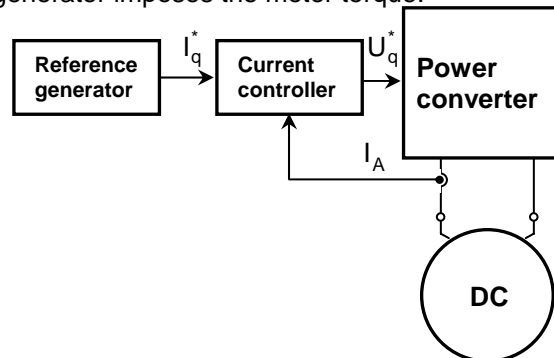 generator imposes the motor torque.
Reference
generator
I*q
Current
controller
U*q
Power
converter
IA
DC